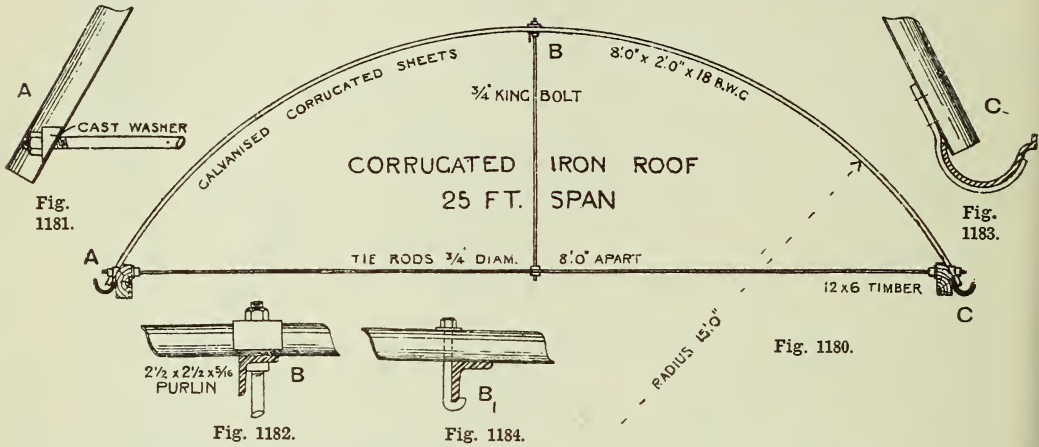 A
CAST WASHER
Fig.
1181.
GALVANISED CORRUGATED SHEETS
B
8'.0" x 2'.0" x 18 B.W.G
3/4" KING BOLT
CORRUGATED IRON ROOF
25 FT. SPAN
C
Fig.
1183.
A
TIE RODS 3/4" DIAM. 8'.0" APART
12 x 6 TIMBER
C
RADIUS 15'.0"
Fig. 1180.
2 1/2 x 2 1/2 x 5/16
PURLIN
B
Fig. 1182.
B1
Fig. 1184.